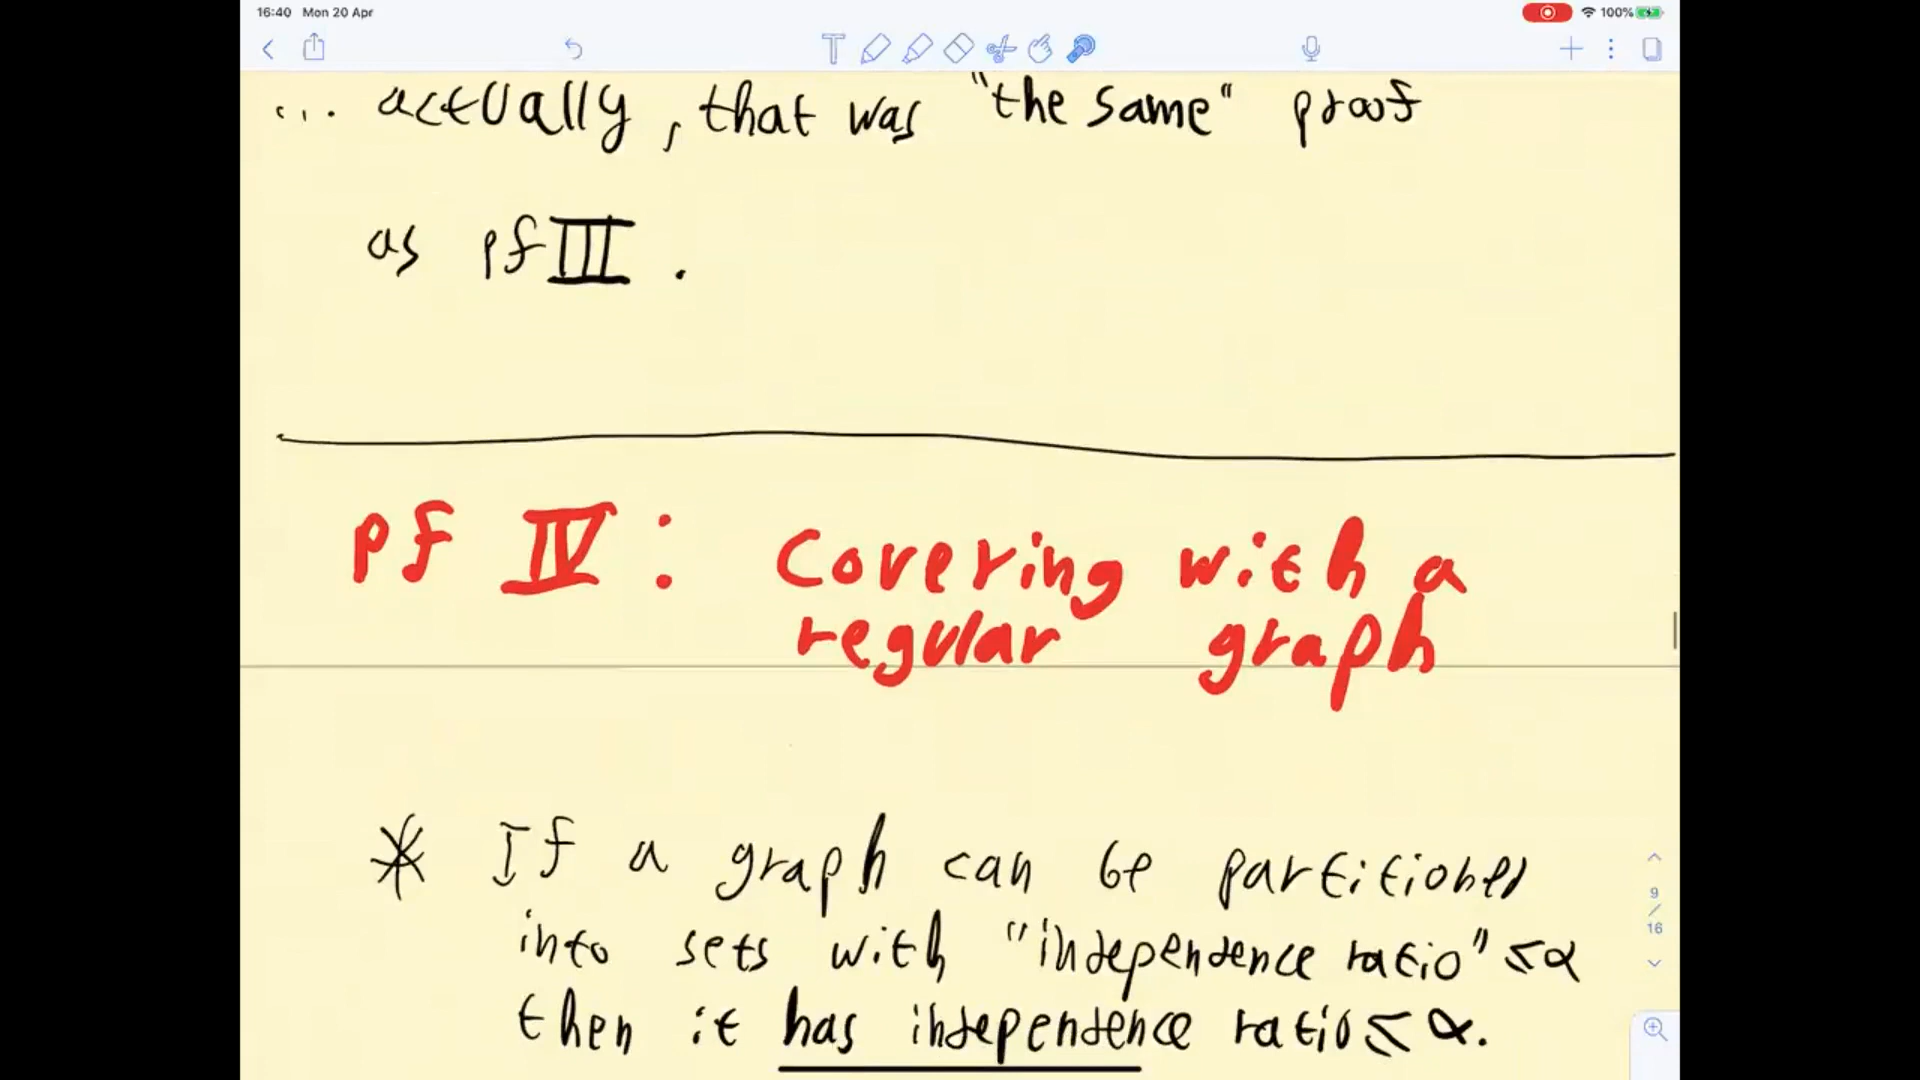 16:40 Mon 20 Apr
100%
... actually, that was "the same" proof
as pf III.
pf IV: Covering with a
regular graph
* If a graph can be partitioned
into sets with "independence ratio" ≤ α
then it has independence ratio ≤ α.
9
/
16